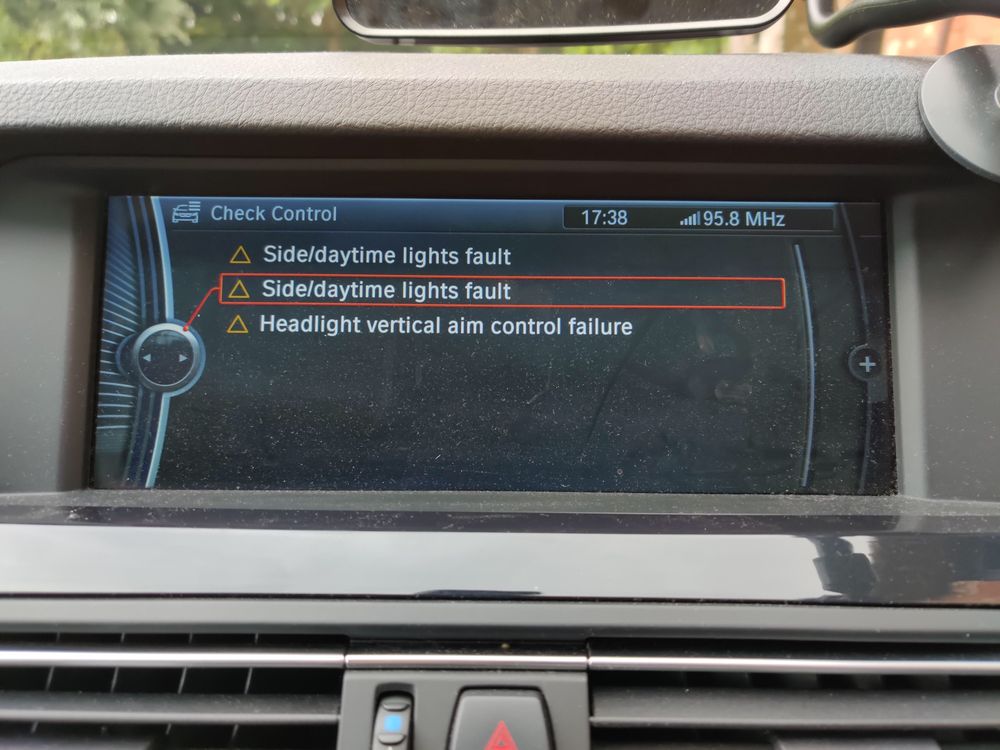 Check Control
17:38 95.8 MHz
Side/daytime lights fault
Side/daytime lights fault
Headlight vertical aim control failure